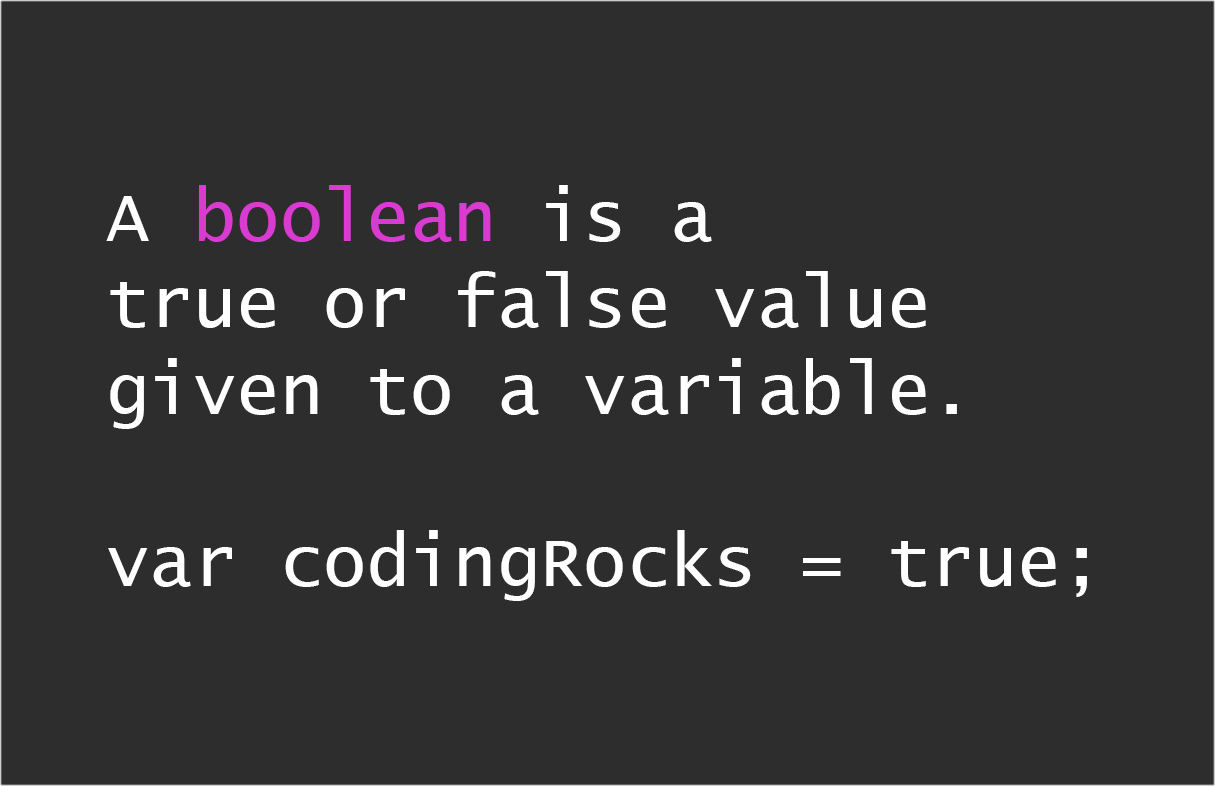 A boolean is a
true or false value
given to a variable.
var codingRocks = true;